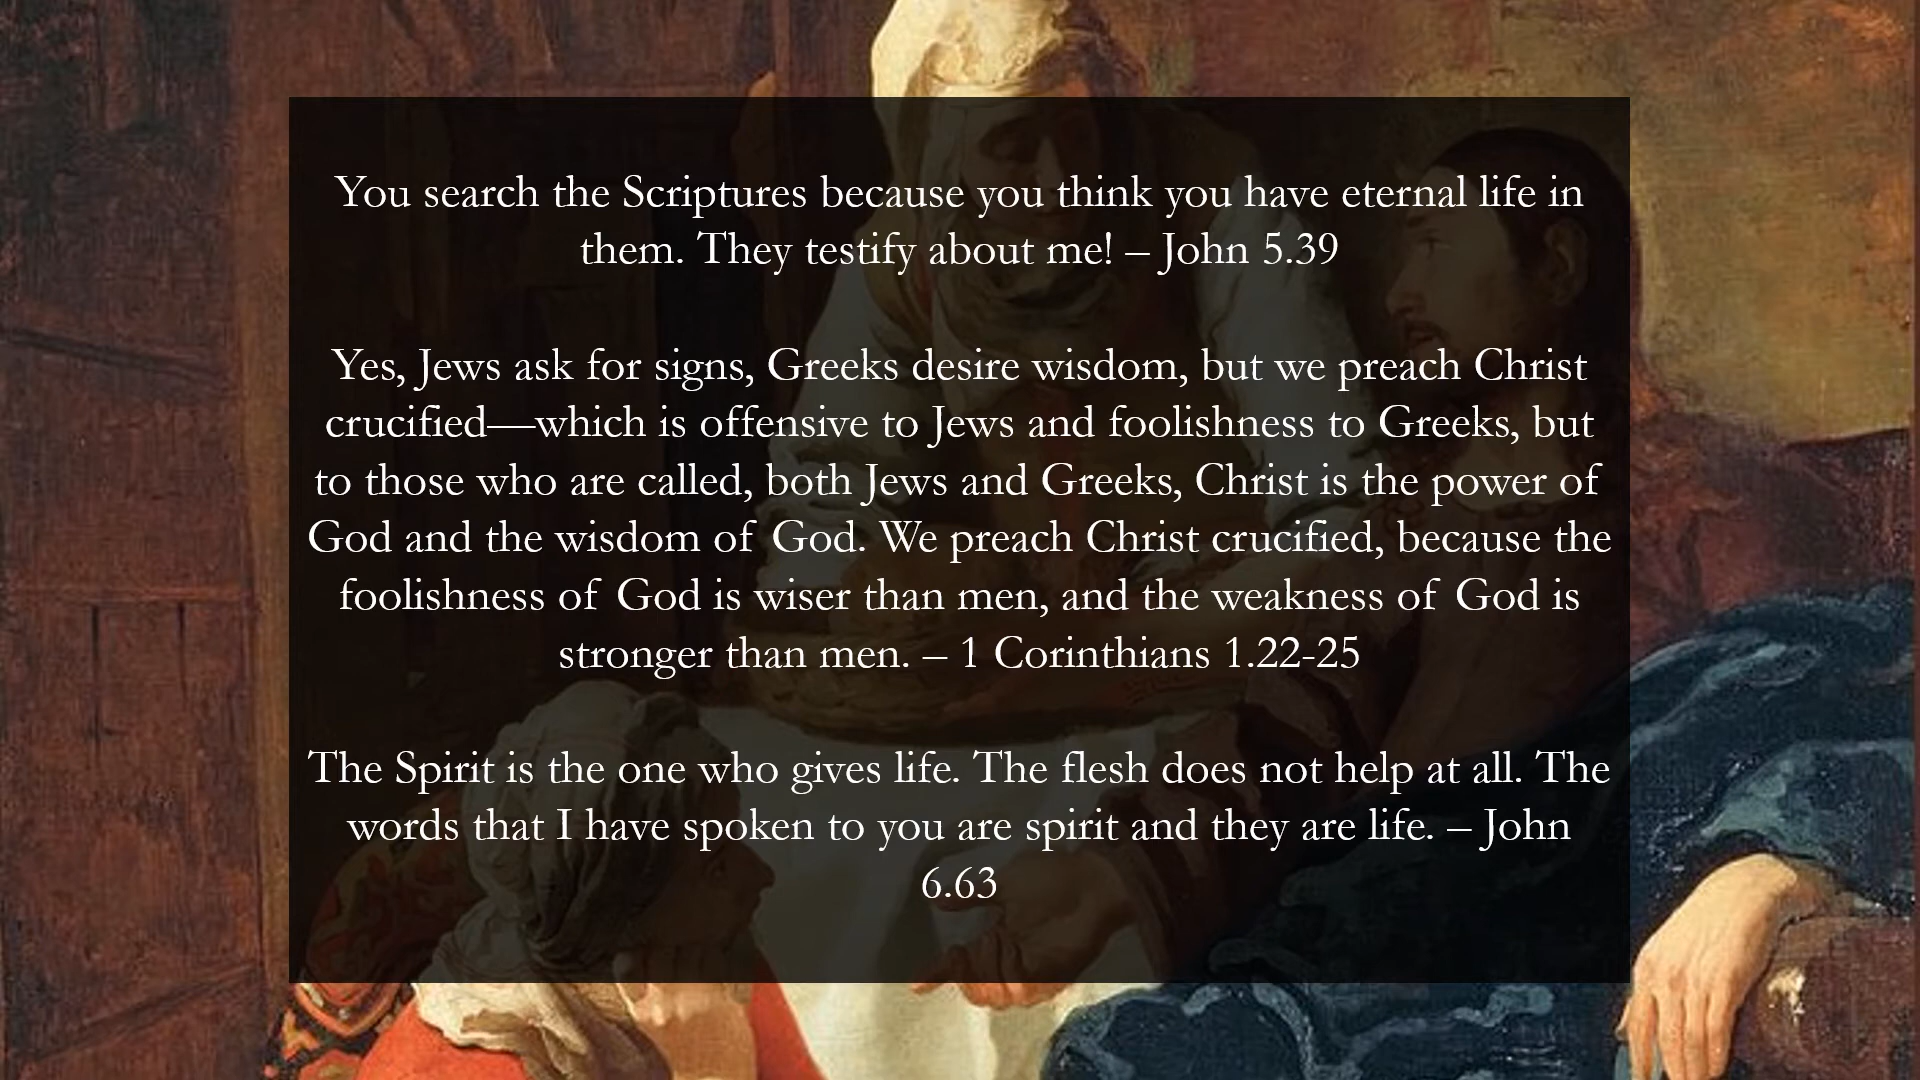 You search the Scriptures because you think you have eternal life in
them. They testify about me! – John 5.39
Yes, Jews ask for signs, Greeks desire wisdom, but we preach Christ
crucified—which is offensive to Jews and foolishness to Greeks, but
to those who are called, both Jews and Greeks, Christ is the power of
God and the wisdom of God. We preach Christ crucified, because the
foolishness of God is wiser than men, and the weakness of God is
stronger than men. – 1 Corinthians 1.22-25
The Spirit is the one who gives life. The flesh does not help at all. The
words that I have spoken to you are spirit and they are life. – John
6.63